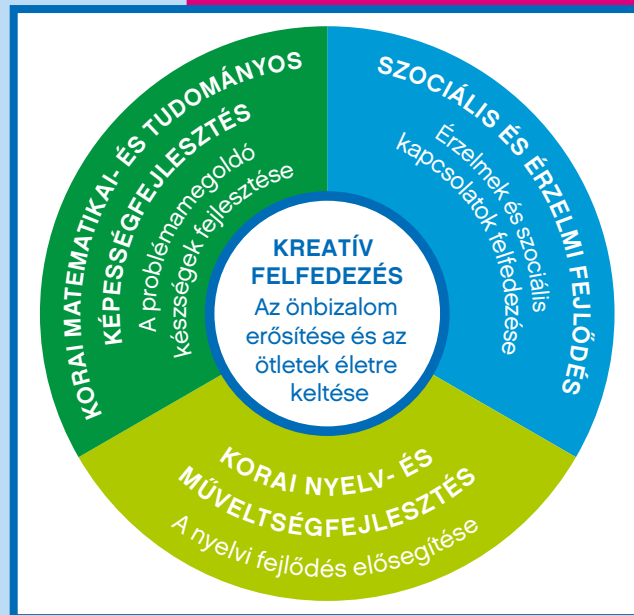 KORAI MATEMATIKAI- ÉS TUDOMÁNYOS
KÉPESSÉGFEJLESZTÉS
A problémamegoldó
készségek fejlesztése
SZOCIÁLIS ÉS ÉRZELMI FEJLŐDÉS
Érzelmek és szociális
kapcsolatok felfedezése
KREATÍV
FELFEDEZÉS
Az önbizalom
erősítése és az
ötletek életre
keltése
KORAI NYELV- ÉS
MŰVELTSÉGFEJLESZTÉS
A nyelvi fejlődés elősegítése